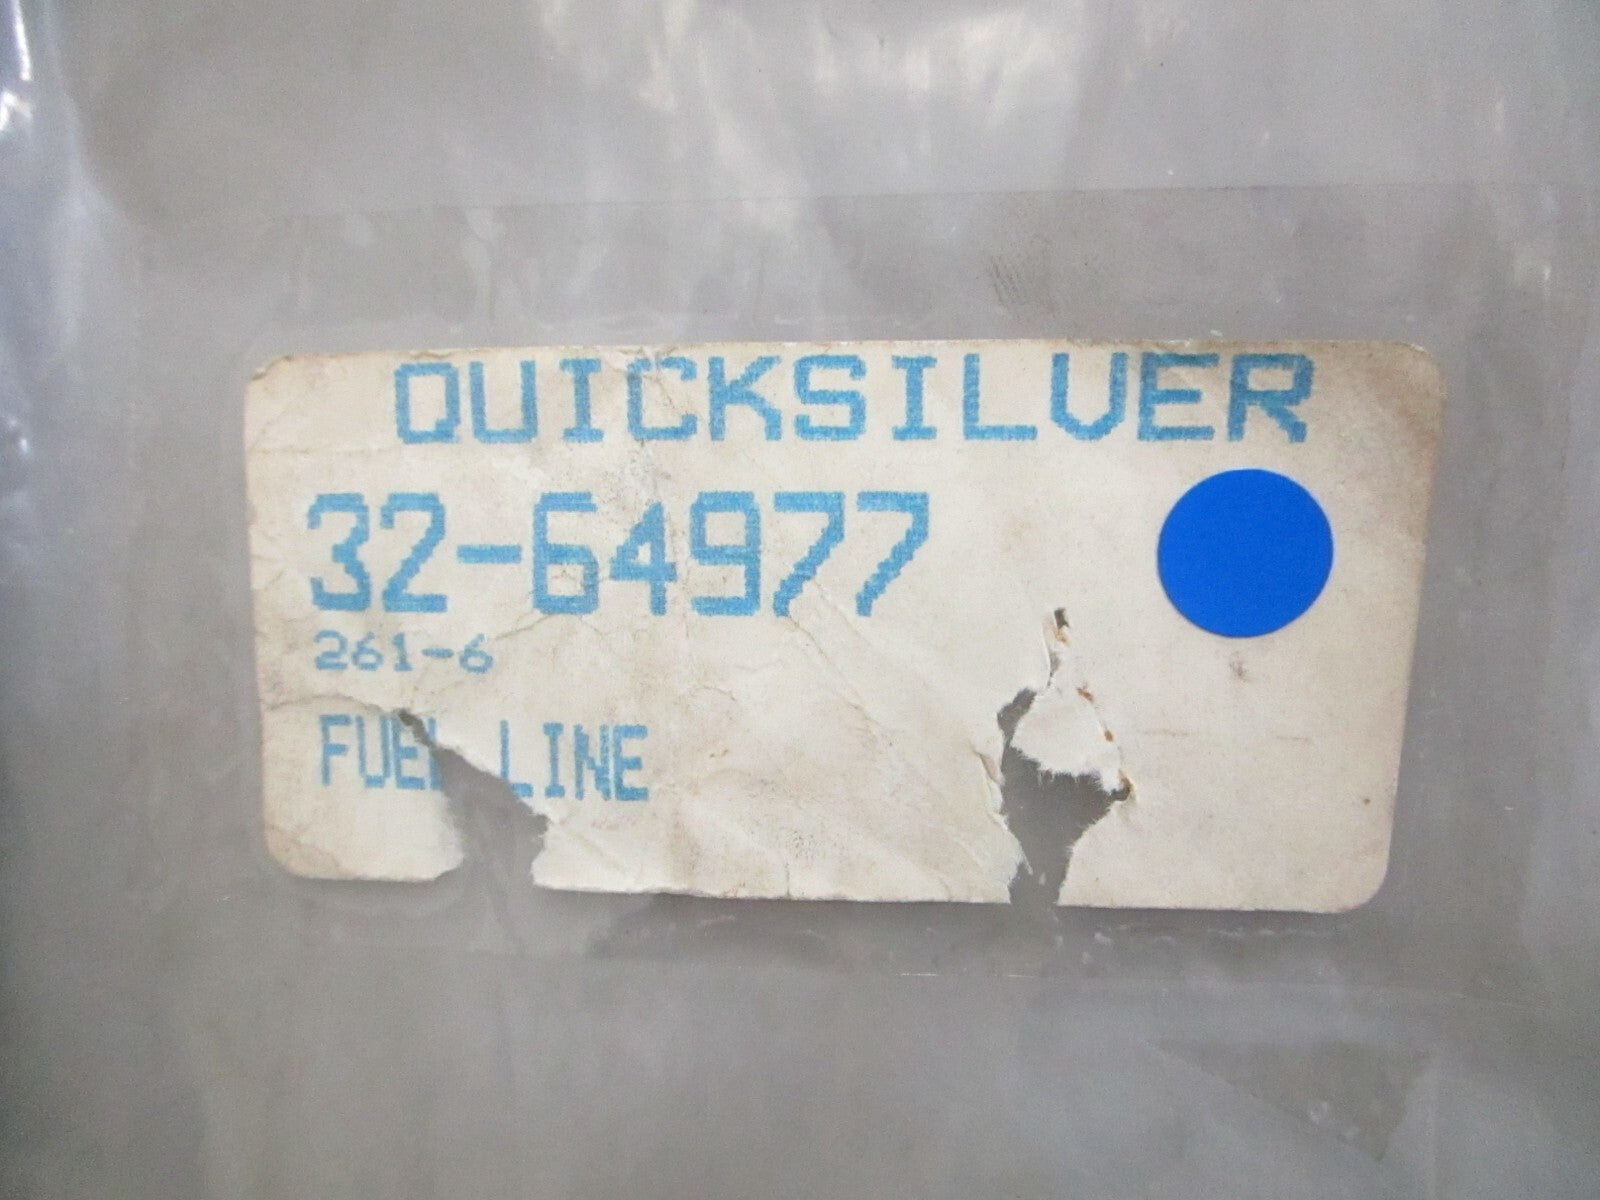 QUICKSILVER
32-64977
261-6
FUEL LINE